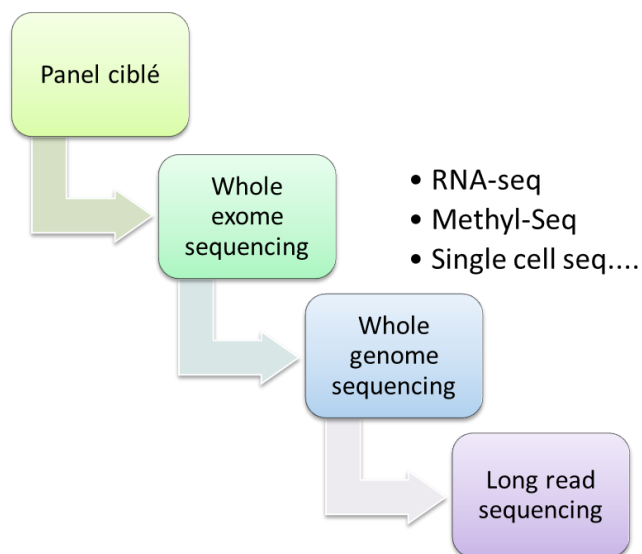 Panel ciblé
Whole
exome
sequencing
• RNA-seq
• Methyl-Seq
• Single cell seq....
Whole
genome
sequencing
Long read
sequencing